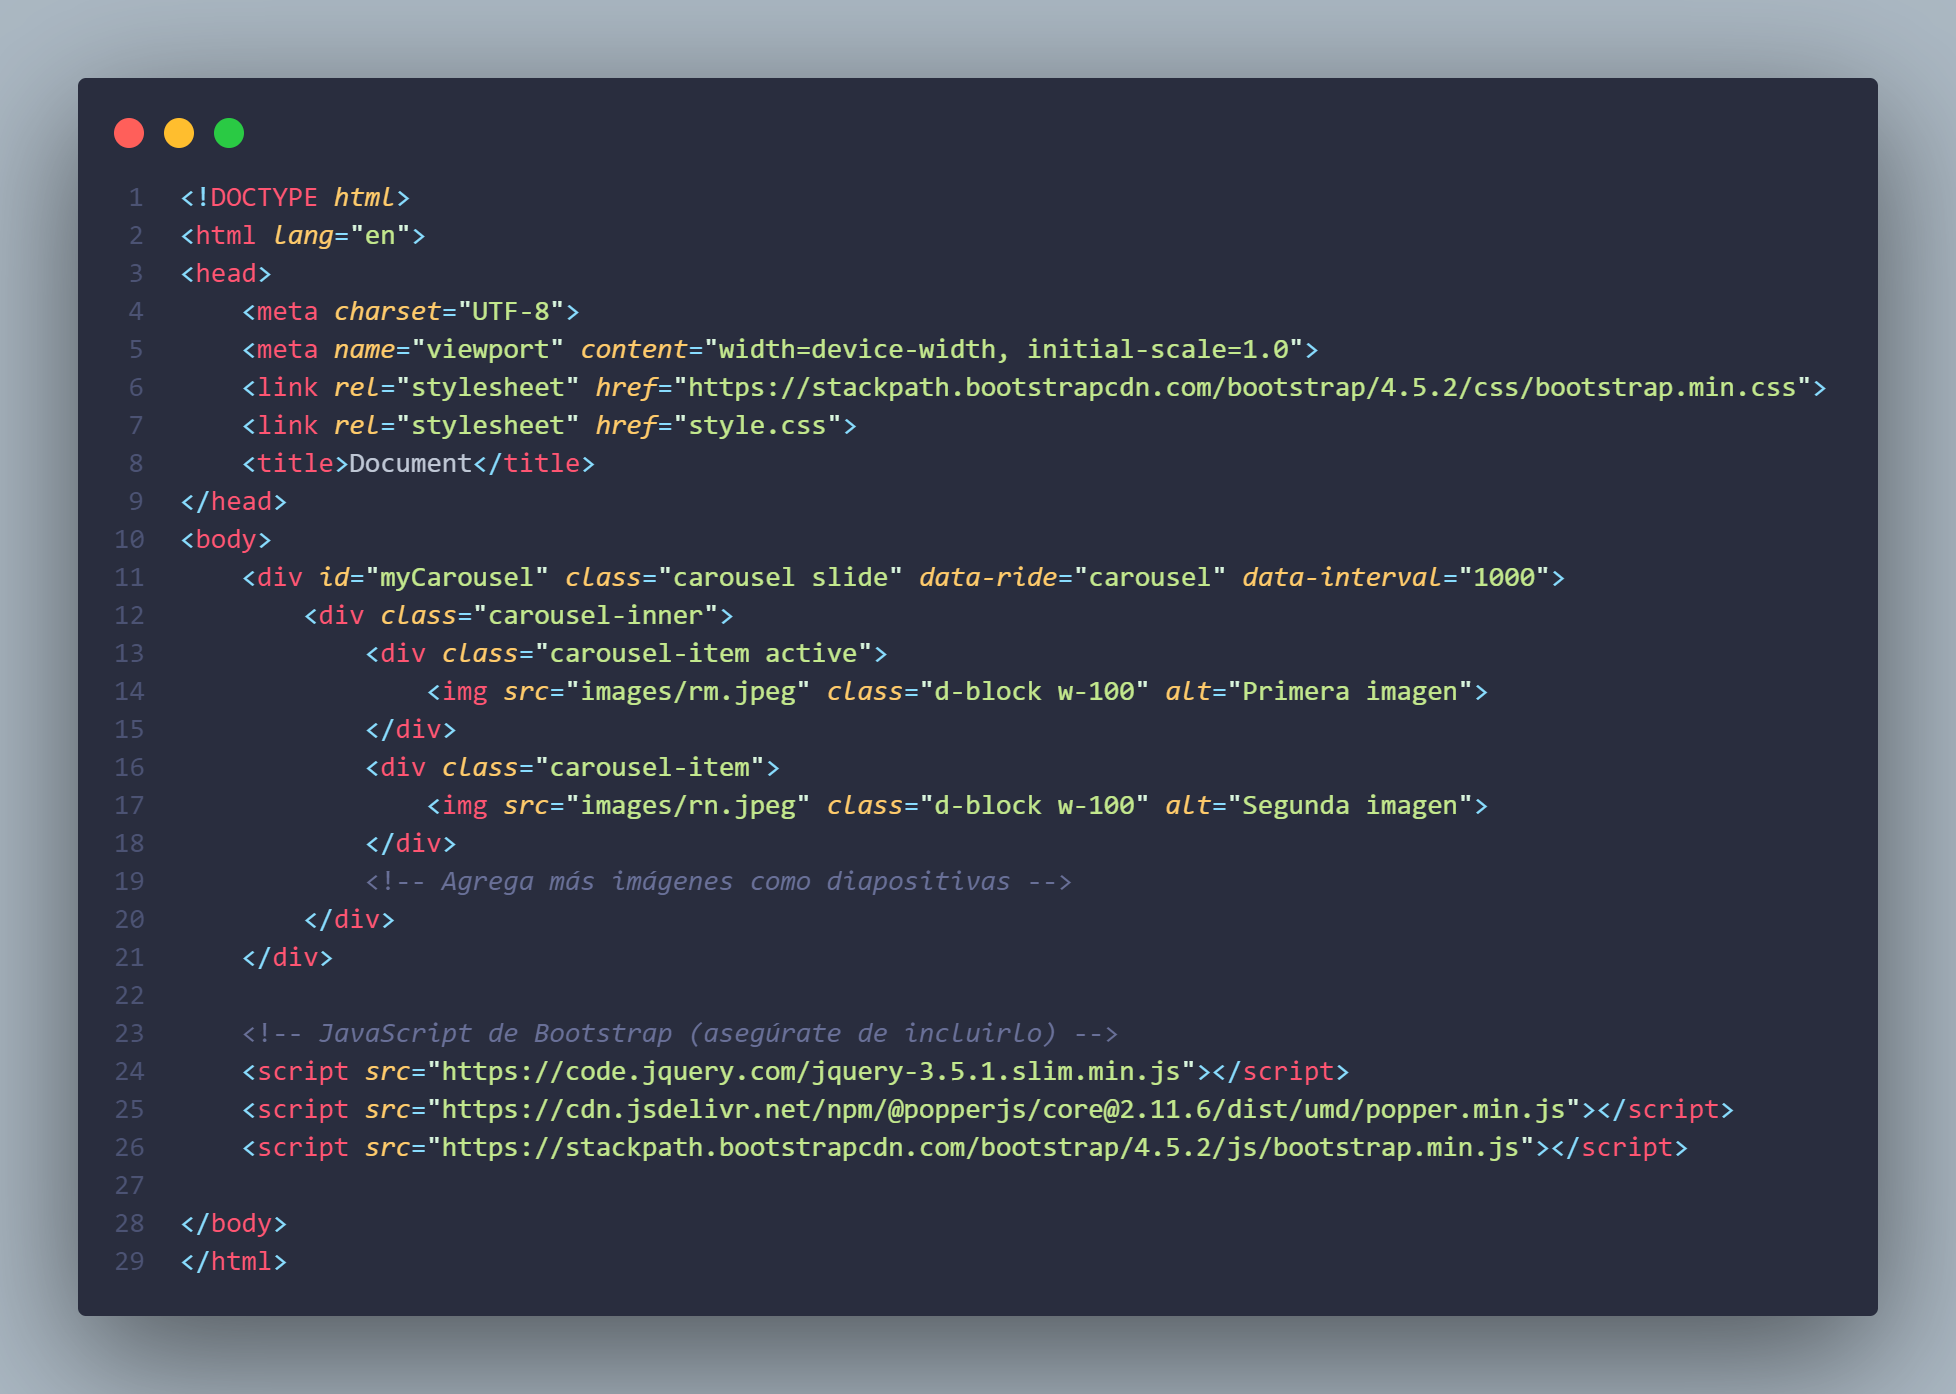 1 <!DOCTYPE html>
2 <html lang="en">
3 <head>
4     <meta charset="UTF-8">
5     <meta name="viewport" content="width=device-width, initial-scale=1.0">
6     <link rel="stylesheet" href="https://stackpath.bootstrapcdn.com/bootstrap/4.5.2/css/bootstrap.min.css">
7     <link rel="stylesheet" href="style.css">
8     <title>Document</title>
9 </head>
10 <body>
11     <div id="myCarousel" class="carousel slide" data-ride="carousel" data-interval="1000">
12         <div class="carousel-inner">
13             <div class="carousel-item active">
14                 <img src="images/rm.jpeg" class="d-block w-100" alt="Primera imagen">
15             </div>
16             <div class="carousel-item">
17                 <img src="images/rn.jpeg" class="d-block w-100" alt="Segunda imagen">
18             </div>
19             <!-- Agrega más imágenes como diapositivas -->
20         </div>
21     </div>
22
23     <!-- JavaScript de Bootstrap (asegúrate de incluirlo) -->
24     <script src="https://code.jquery.com/jquery-3.5.1.slim.min.js"></script>
25     <script src="https://cdn.jsdelivr.net/npm/@popperjs/core@2.11.6/dist/umd/popper.min.js"></script>
26     <script src="https://stackpath.bootstrapcdn.com/bootstrap/4.5.2/js/bootstrap.min.js"></script>
27
28 </body>
29 </html>